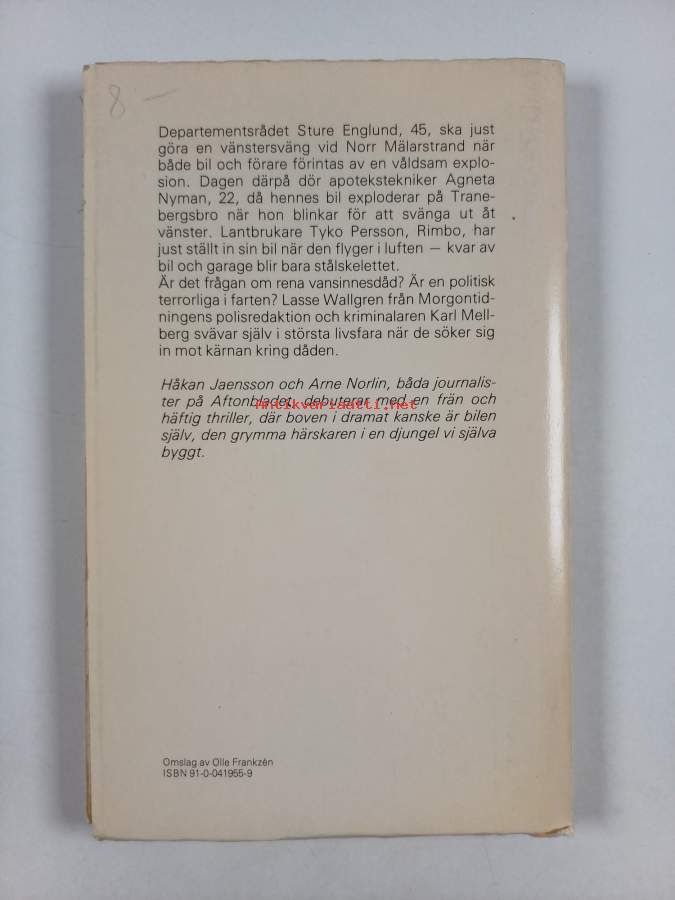 8 —
Departementsrådet Sture Englund, 45, ska just
göra en vänstersväng vid Norr Mälarstrand när
både bil och förare förintas av en våldsam explo-
sion. Dagen därpå dör apotekstekniker Agneta
Nyman, 22, då hennes bil exploderar på Trane-
bergsbro när hon blinkar för att svänga ut åt
vänster. Lantbrukare Tyko Persson, Rimbo, har
just ställt in sin bil när den flyger i luften — kvar av
bil och garage blir bara stålskelettet.
Är det frågan om rena vansinnesdåd? Är en politisk
terrorliga i farten? Lasse Wallgren från Morgontid-
ningens polisredaktion och kriminalaren Karl Mell-
berg svävar själv i största livsfara när de söker sig
in mot kärnan kring dåden.
Håkan Jaensson och Arne Norlin, båda journalis-
ter på Aftonbladet, debuterar med en frän och
Antikvariaatti.net
häftig thriller, där boven i dramat kanske är bilen
själv, den grymma härskaren i en djungel vi själva
byggt.
Omslag av Olle Frankzén
ISBN 91-0-041955-9